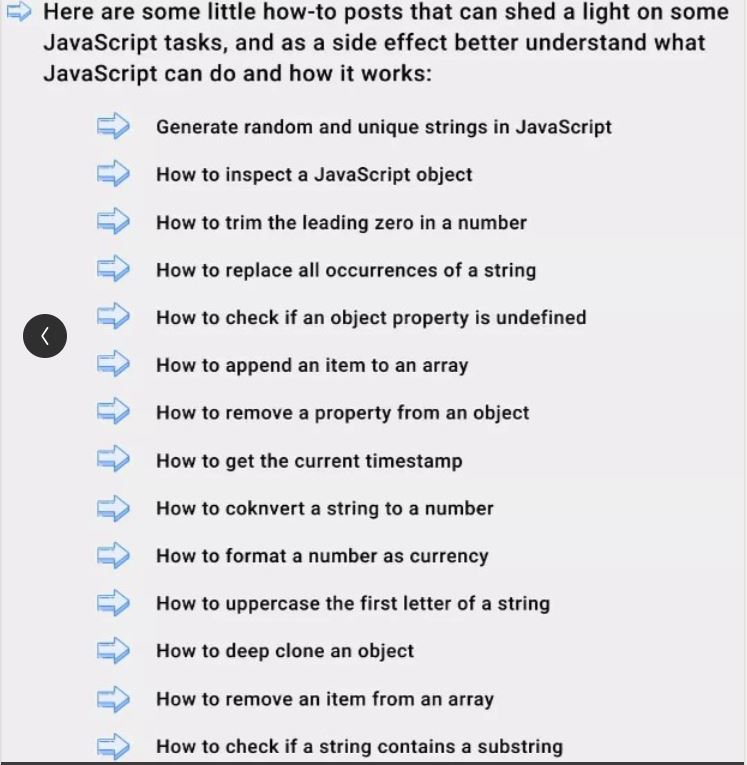 Here are some little how-to posts that can shed a light on some
JavaScript tasks, and as a side effect better understand what
JavaScript can do and how it works:
Generate random and unique strings in JavaScript
How to inspect a JavaScript object
How to trim the leading zero in a number
How to replace all occurrences of a string
How to check if an object property is undefined
How to append an item to an array
How to remove a property from an object
How to get the current timestamp
How to coknvert a string to a number
How to format a number as currency
How to uppercase the first letter of a string
How to deep clone an object
How to remove an item from an array
How to check if a string contains a substring